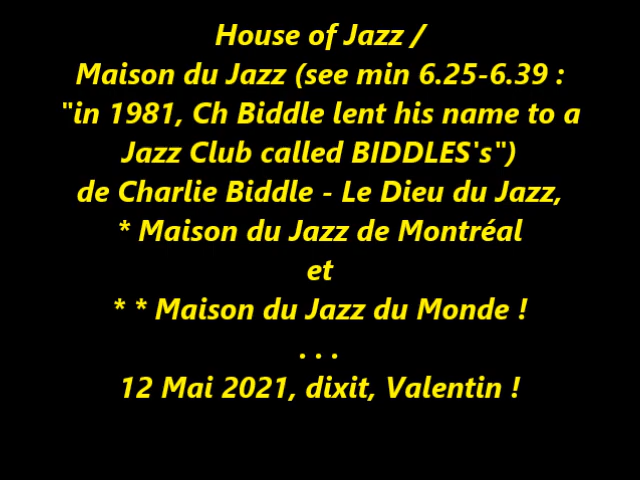 House of Jazz /
Maison du Jazz (see min 6.25-6.39 :
"in 1981, Ch Biddle lent his name to a
Jazz Club called BIDDLES's")
de Charlie Biddle - Le Dieu du Jazz,
* Maison du Jazz de Montréal
et
* * Maison du Jazz du Monde !
. . .
12 Mai 2021, dixit, Valentin !